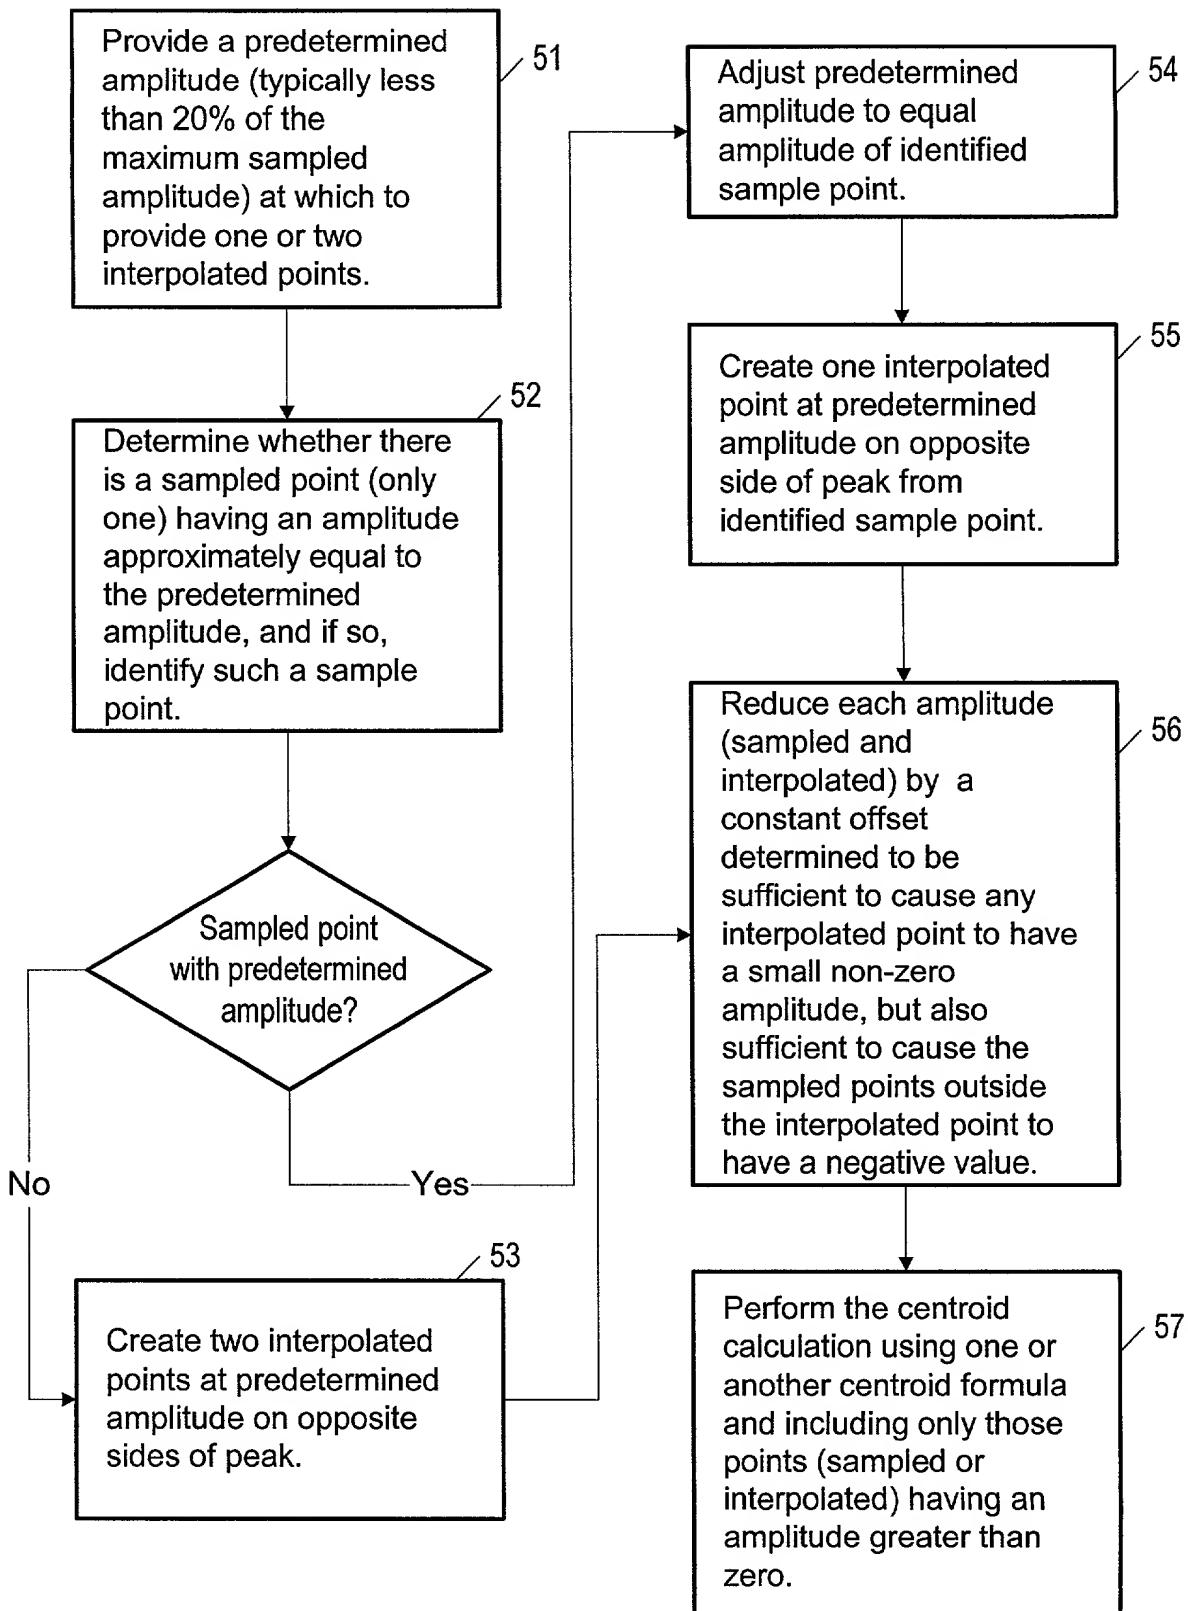 Provide a predetermined
amplitude (typically less
than 20% of the
maximum sampled
amplitude) at which to
provide one or two
interpolated points.
51
Determine whether there
is a sampled point (only
one) having an amplitude
approximately equal to
the predetermined
amplitude, and if so,
identify such a sample
point.
52
Sampled point
with predetermined
amplitude?
No
Yes
53
Create two interpolated
points at predetermined
amplitude on opposite
sides of peak.
54
Adjust predetermined
amplitude to equal
amplitude of identified
sample point.
55
Create one interpolated
point at predetermined
amplitude on opposite
side of peak from
identified sample point.
56
Reduce each amplitude
(sampled and
interpolated) by a
constant offset
determined to be
sufficient to cause any
interpolated point to have
a small non-zero
amplitude, but also
sufficient to cause the
sampled points outside
the interpolated point to
have a negative value.
57
Perform the centroid
calculation using one or
another centroid formula
and including only those
points (sampled or
interpolated) having an
amplitude greater than
zero.